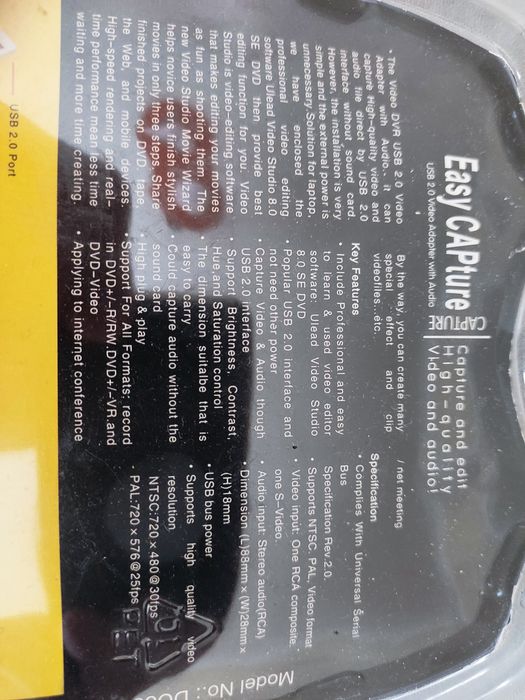 Easy CAPture
CAPTURE
USB 2.0 Video Adapter with Audio
Capture and edit
High-quality
Video and audio!
• The Video DVR USB 2.0 Video
Adapter with Audio, it can
capture High-quality video and
audio file direct by USB 2.0
interface without sound card.
However, the installation is very
simple and the external power is
unnecessary.Solution for laptop,
we have enclosed the
professional video editing
software Ulead Video Studio 8.0
SE DVD then provide best
editing function for you. Video
Studio is video-editing software
that makes editing your movies
as fun as shooting them. The
new Video Studio Movie Wizard
helps novice users finish stylish
movies in only three steps. Share
finished projects on DVD, tape,
the Web, and mobile devices.
High-speed rendering and real-
time performance mean less time
waiting and more time creating.
By the way, you can create many
special effect and clip
videofiles...etc.
Key Features
• Include Professional and easy
to learn & used video editor
software: Ulead Video Studio
8.0 SE DVD
• Popular USB 2.0 interface and
not need other power
• Capture Video & Audio though
USB 2.0 interface
• Support Brightness, Contrast,
Hue,and Saturation control
• The dimension suitalbe that is
easy to carry
• Could capture audio without the
sound card
• High plug & play
• Support For All Formats: record
in DVD+/-R/RW,DVD+/-VR,and
DVD-Video
• Applying to internet conference
/ net meeting
Specification
• Complies With Universal Serial
Bus
Specification Rev.2.0
• Supports NTSC, PAL, Video format
• Video input: One RCA composite,
one S-Video.
• Audio input: Stereo audio(RCA)
• Dimension (L)88mm×(W)28mm×
(H)18mm
• USB bus power
• Supports high quality video
resolution
NTSC:720×480@30fps
PAL:720×576@25fps
Model No.:
USB 2.0 Port
PET